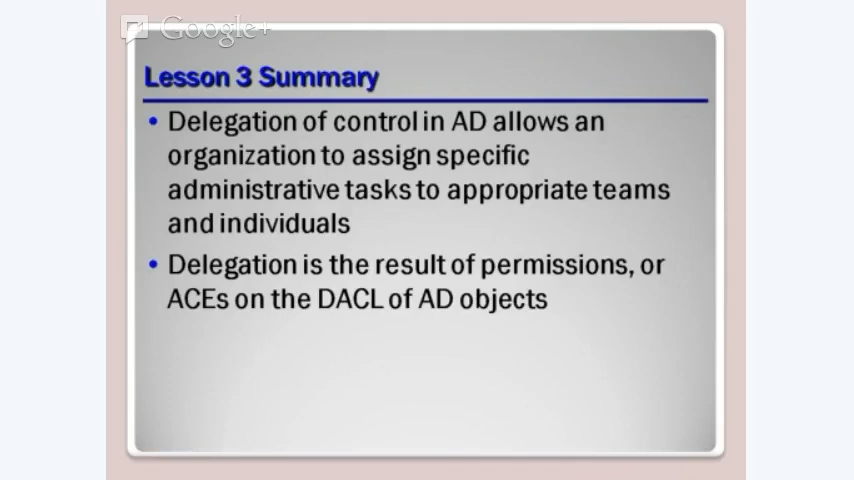 Google+
Lesson 3 Summary
• Delegation of control in AD allows an
organization to assign specific
administrative tasks to appropriate teams
and individuals
• Delegation is the result of permissions, or
ACEs on the DACL of AD objects